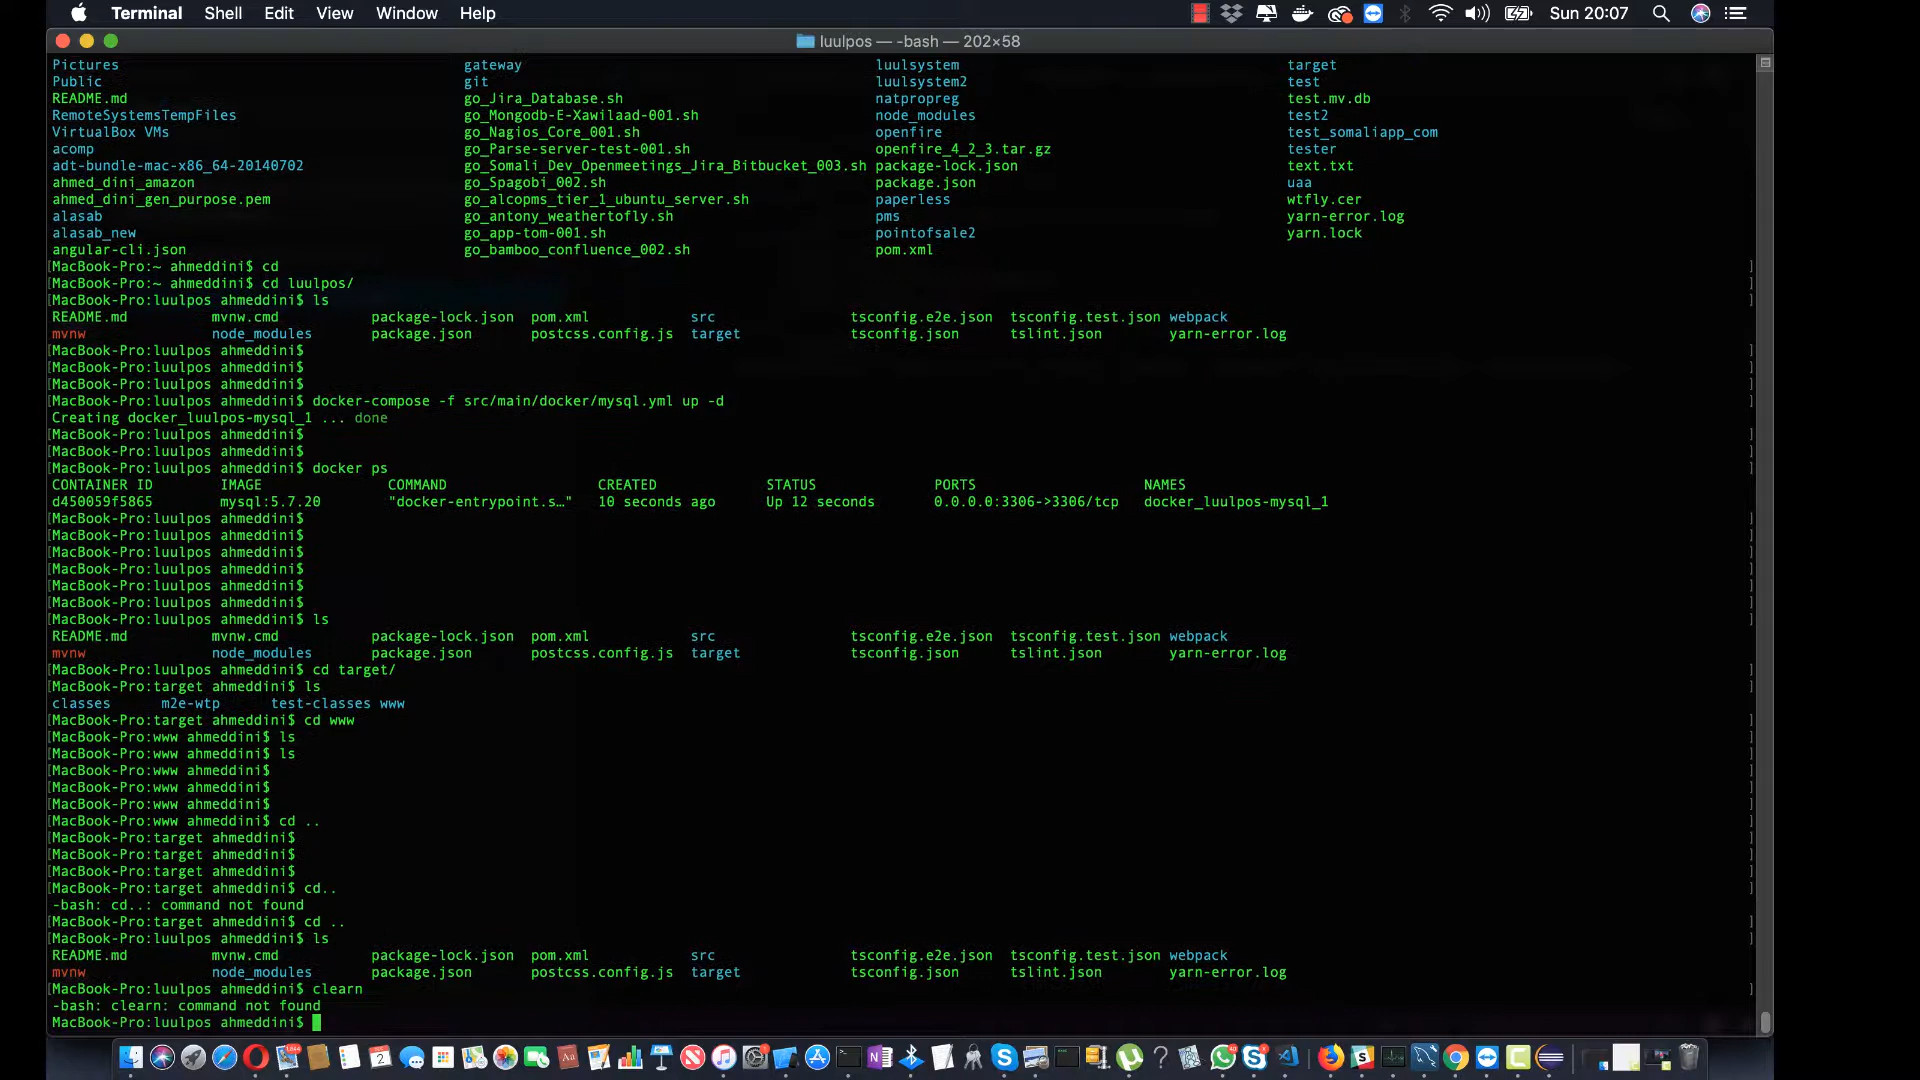 Terminal Shell Edit View Window Help Sun 20:07
luulpos — -bash — 202×58
Pictures gateway luulsystem target
Public git luulsystem2 test
README.md go_Jira_Database.sh natpropreg test.mv.db
RemoteSystemsTempFiles go_Mongodb-E-Xawilaad-001.sh node_modules test2
VirtualBox VMs go_Nagios_Core_001.sh openfire test_somaliapp_com
acomp go_Parse-server-test-001.sh openfire_4_2_3.tar.gz tester
adt-bundle-mac-x86_64-20140702 go_Somali_Dev_Openmeetings_Jira_Bitbucket_003.sh package-lock.json text.txt
ahmed_dini_amazon go_Spagobi_002.sh package.json uaa
ahmed_dini_gen_purpose.pem go_alcopms_tier_1_ubuntu_server.sh paperless wtfly.cer
alasab go_antony_weathertofly.sh pms yarn-error.log
alasab_new go_app-tom-001.sh pointofsale2 yarn.lock
angular-cli.json go_bamboo_confluence_002.sh pom.xml
[MacBook-Pro:~ ahmeddini$ cd ]
[MacBook-Pro:~ ahmeddini$ cd luulpos/ ]
[MacBook-Pro:luulpos ahmeddini$ ls ]
README.md mvnw.cmd package-lock.json pom.xml src tsconfig.e2e.json tsconfig.test.json webpack
mvnw node_modules package.json postcss.config.js target tsconfig.json tslint.json yarn-error.log
[MacBook-Pro:luulpos ahmeddini$ ]
[MacBook-Pro:luulpos ahmeddini$ ]
[MacBook-Pro:luulpos ahmeddini$ ]
[MacBook-Pro:luulpos ahmeddini$ docker-compose -f src/main/docker/mysql.yml up -d ]
Creating docker_luulpos-mysql_1 ... done
[MacBook-Pro:luulpos ahmeddini$ ]
[MacBook-Pro:luulpos ahmeddini$ ]
[MacBook-Pro:luulpos ahmeddini$ docker ps ]
CONTAINER ID IMAGE COMMAND CREATED STATUS PORTS NAMES
d450059f5865 mysql:5.7.20 "docker-entrypoint.s…" 10 seconds ago Up 12 seconds 0.0.0.0:3306->3306/tcp docker_luulpos-mysql_1
[MacBook-Pro:luulpos ahmeddini$ ]
[MacBook-Pro:luulpos ahmeddini$ ]
[MacBook-Pro:luulpos ahmeddini$ ]
[MacBook-Pro:luulpos ahmeddini$ ]
[MacBook-Pro:luulpos ahmeddini$ ]
[MacBook-Pro:luulpos ahmeddini$ ]
[MacBook-Pro:luulpos ahmeddini$ ls ]
README.md mvnw.cmd package-lock.json pom.xml src tsconfig.e2e.json tsconfig.test.json webpack
mvnw node_modules package.json postcss.config.js target tsconfig.json tslint.json yarn-error.log
[MacBook-Pro:luulpos ahmeddini$ cd target/ ]
[MacBook-Pro:target ahmeddini$ ls ]
classes m2e-wtp test-classes www
[MacBook-Pro:target ahmeddini$ cd www ]
[MacBook-Pro:www ahmeddini$ ls ]
[MacBook-Pro:www ahmeddini$ ls ]
[MacBook-Pro:www ahmeddini$ ]
[MacBook-Pro:www ahmeddini$ ]
[MacBook-Pro:www ahmeddini$ ]
[MacBook-Pro:www ahmeddini$ cd .. ]
[MacBook-Pro:target ahmeddini$ ]
[MacBook-Pro:target ahmeddini$ ]
[MacBook-Pro:target ahmeddini$ ]
[MacBook-Pro:target ahmeddini$ cd.. ]
-bash: cd..: command not found
[MacBook-Pro:target ahmeddini$ cd .. ]
[MacBook-Pro:luulpos ahmeddini$ ls ]
README.md mvnw.cmd package-lock.json pom.xml src tsconfig.e2e.json tsconfig.test.json webpack
mvnw node_modules package.json postcss.config.js target tsconfig.json tslint.json yarn-error.log
[MacBook-Pro:luulpos ahmeddini$ clearn ]
-bash: clearn: command not found
MacBook-Pro:luulpos ahmeddini$